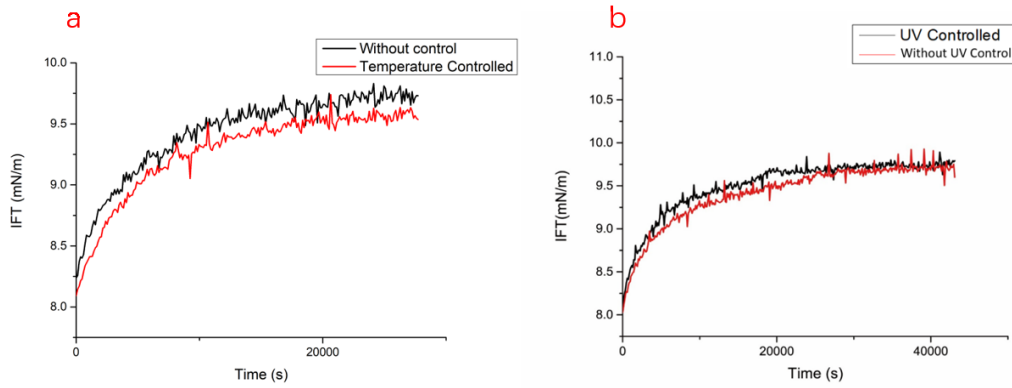 a
Without control
Temperature Controlled
10.0
9.5
9.0
8.5
8.0
IFT (mN/m)
0
20000
Time (s)
b
UV Controlled
Without UV Control
11.0
10.5
10.0
9.5
9.0
8.5
8.0
IFT(mN/m)
0
20000
40000
Time (s)